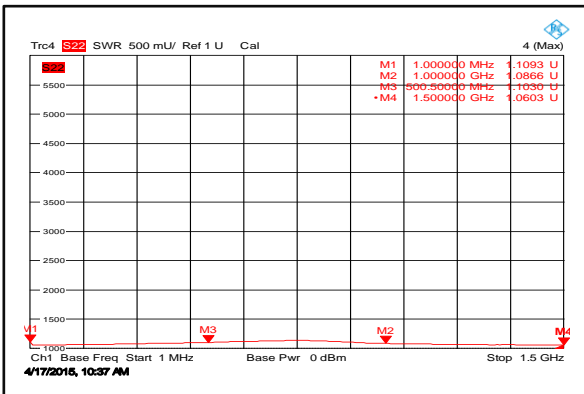 Trc4 S22 SWR 500 mU/ Ref 1 U Cal 4 (Max)
S22
M1 1.000000 MHz 1.1093 U
M2 1.000000 GHz 1.0866 U
M3 500.50000 MHz 1.1030 U
•M4 1.500000 GHz 1.0603 U
5500
5000
4500
4000
3500
3000
2500
2000
1500
M1 M3 M2 M4
1000
Ch1 Base Freq Start 1 MHz Base Pwr 0 dBm Stop 1.5 GHz
4/17/2015, 10:37 AM